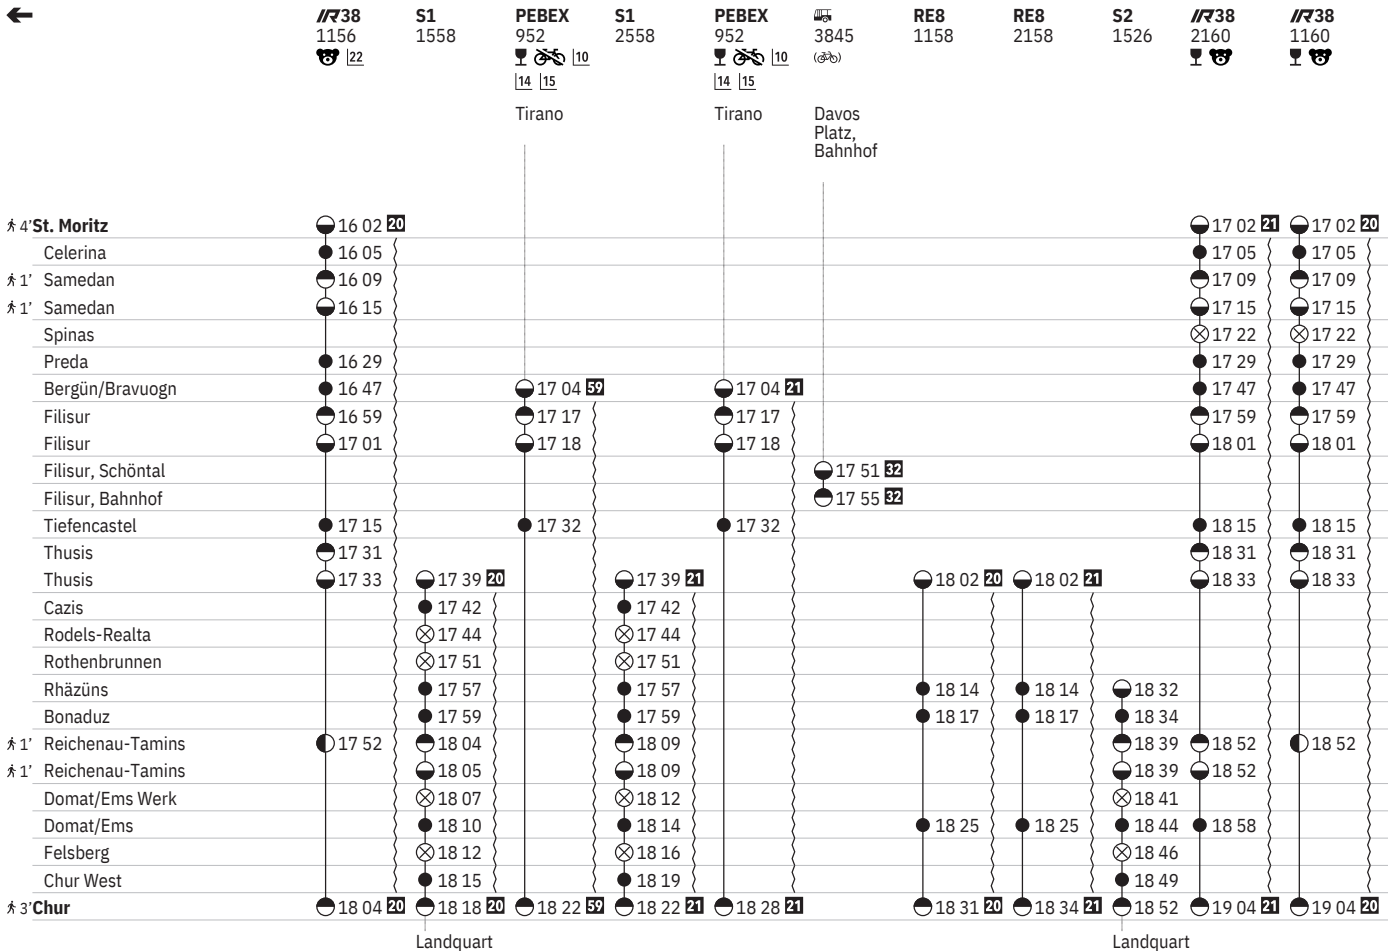 IR38 S1 PEBEX S1 PEBEX RE8 RE8 S2 IR38 IR38
1156 1558 952 2558 952 3845 1158 2158 1526 2160 1160
22 10 10
14 15 14 15
Tirano Tirano Davos
Platz,
Bahnhof
4' St. Moritz 16 02 20 17 02 21 17 02 20
Celerina 16 05 17 05 17 05
1' Samedan 16 09 17 09 17 09
1' Samedan 16 15 17 15 17 15
Spinas 17 22 17 22
Preda 16 29 17 29 17 29
Bergün/Bravuogn 16 47 17 04 59 17 04 21 17 47 17 47
Filisur 16 59 17 17 17 17 17 59 17 59
Filisur 17 01 17 18 17 18 18 01 18 01
Filisur, Schöntal 17 51 32
Filisur, Bahnhof 17 55 32
Tiefencastel 17 15 17 32 17 32 18 15 18 15
Thusis 17 31 18 31 18 31
Thusis 17 33 17 39 20 17 39 21 18 02 20 18 02 21 18 33 18 33
Cazis 17 42 17 42
Rodels-Realta 17 44 17 44
Rothenbrunnen 17 51 17 51
Rhäzüns 17 57 17 57 18 14 18 14 18 32
Bonaduz 17 59 17 59 18 17 18 17 18 34
1' Reichenau-Tamins 17 52 18 04 18 09 18 39 18 52 18 52
1' Reichenau-Tamins 18 05 18 09 18 39 18 52
Domat/Ems Werk 18 07 18 12 18 41
Domat/Ems 18 10 18 14 18 25 18 25 18 44 18 58
Felsberg 18 12 18 16 18 46
Chur West 18 15 18 19 18 49
3' Chur 18 04 20 18 18 20 18 22 59 18 22 21 18 28 21 18 31 20 18 34 21 18 52 19 04 21 19 04 20
Landquart Landquart